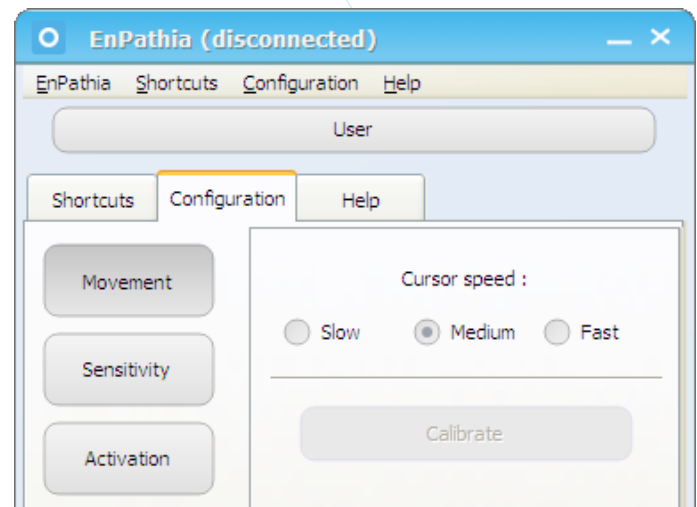 EnPathia (disconnected)
EnPathia Shortcuts Configuration Help
User
Shortcuts Configuration Help
Movement
Cursor speed :
Slow Medium Fast
Sensitivity
Calibrate
Activation